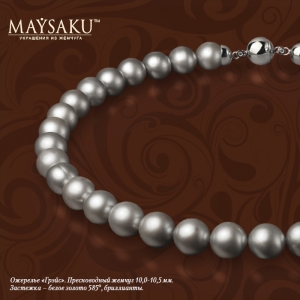 MAYSAKU™
УКРАШЕНИЯ ИЗ ЖЕМЧУГА
Ожерелье «Грэйс». Пресноводный жемчуг 10,0-10,5 мм.
Застежка – белое золото 585°, бриллианты.